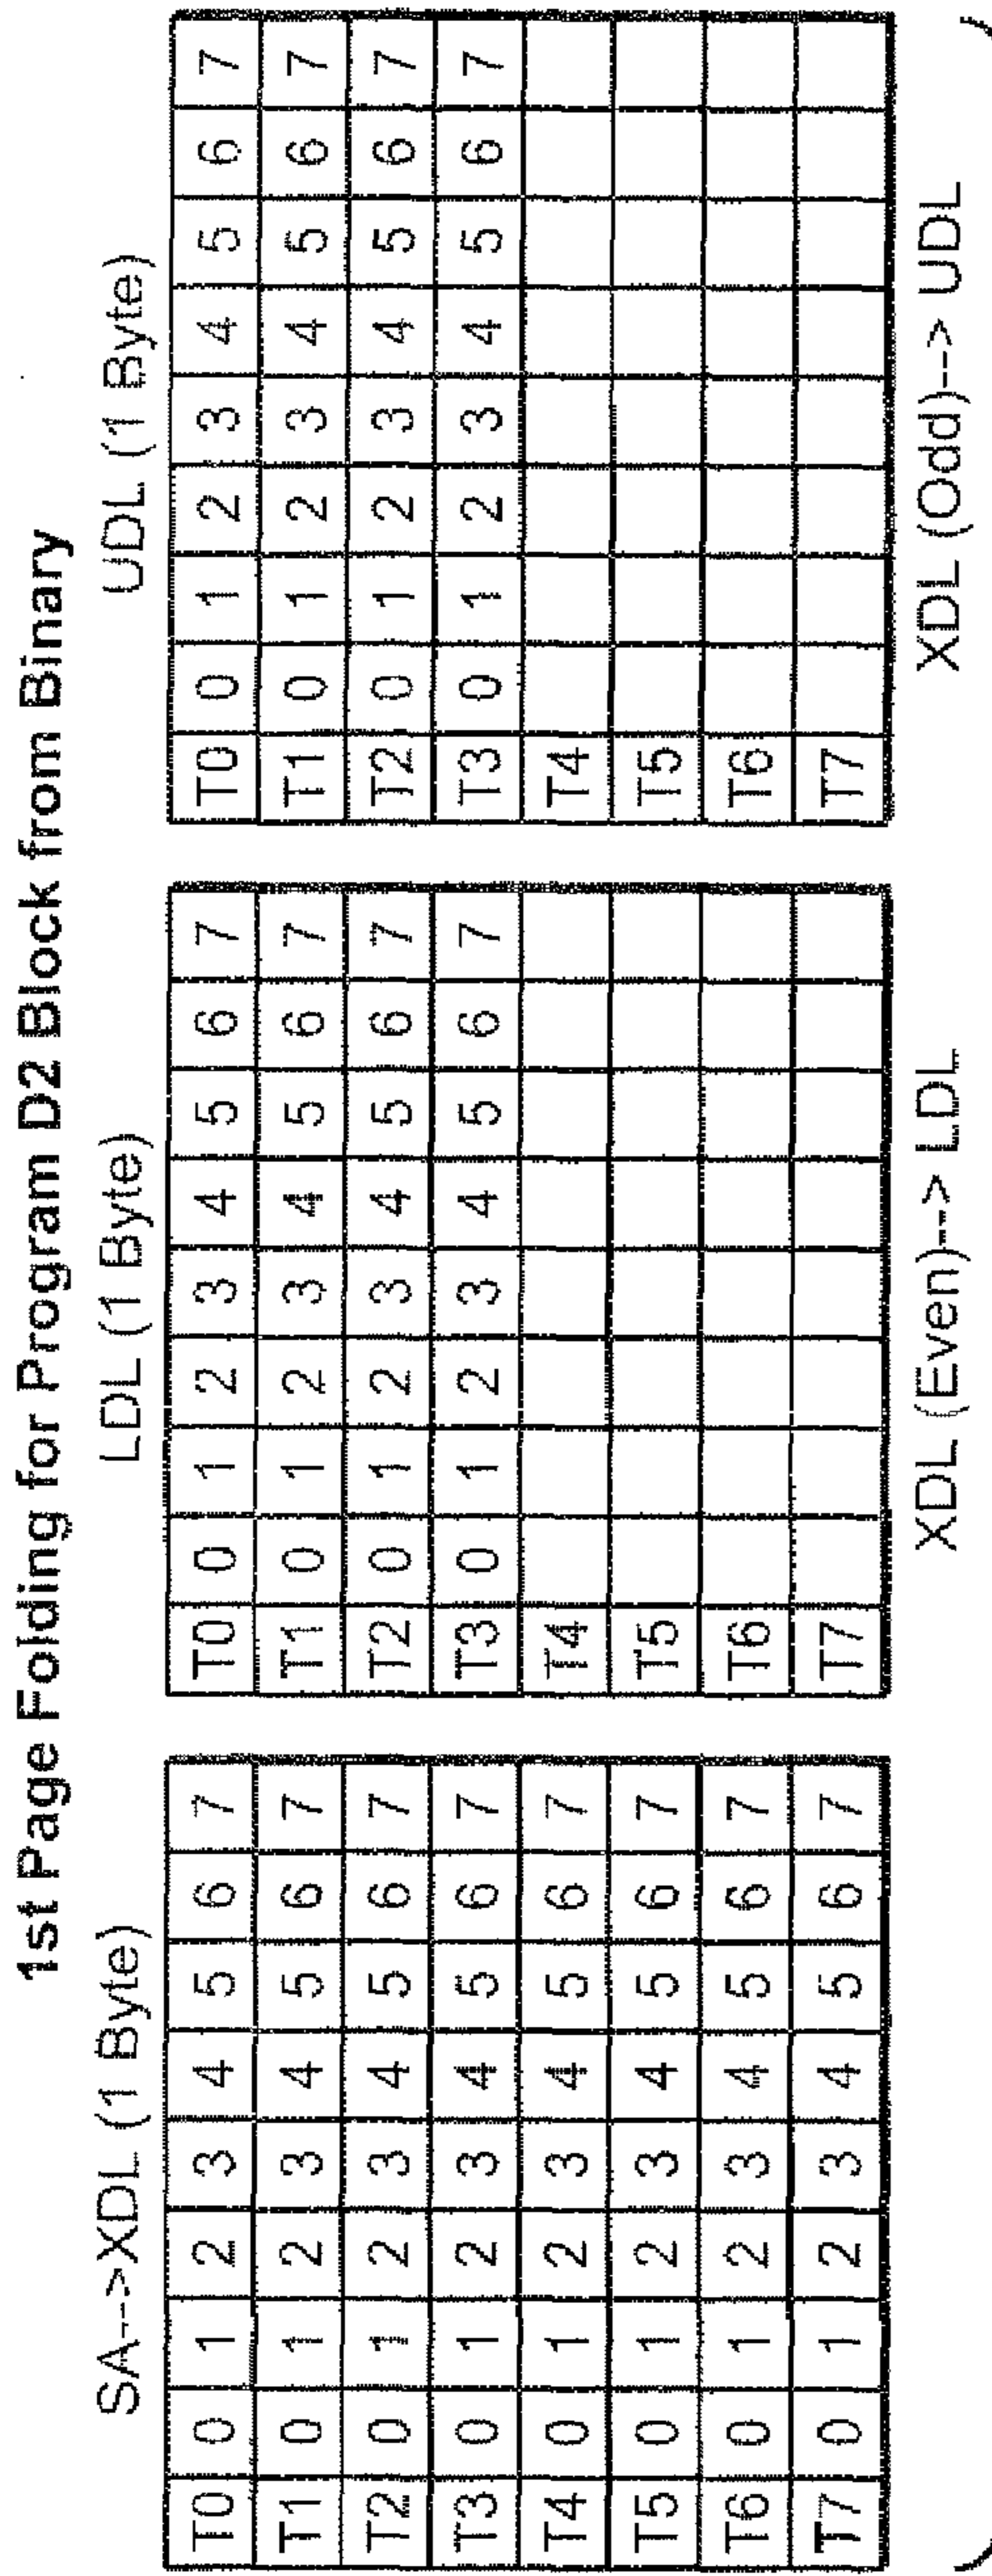 1st Page Folding for Program D2 Block from Binary
SA-->XDL (1 Byte)
T0 0 1 2 3 4 5 6 7
T1 0 1 2 3 4 5 6 7
T2 0 1 2 3 4 5 6 7
T3 0 1 2 3 4 5 6 7
T4 0 1 2 3 4 5 6 7
T5 0 1 2 3 4 5 6 7
T6 0 1 2 3 4 5 6 7
T7 0 1 2 3 4 5 6 7
LDL (1 Byte)
T0 0 1 2 3 4 5 6 7
T1 0 1 2 3 4 5 6 7
T2 0 1 2 3 4 5 6 7
T3 0 1 2 3 4 5 6 7
T4
T5
T6
T7
XDL (Even)--> LDL
UDL (1 Byte)
T0 0 1 2 3 4 5 6 7
T1 0 1 2 3 4 5 6 7
T2 0 1 2 3 4 5 6 7
T3 0 1 2 3 4 5 6 7
T4
T5
T6
T7
XDL (Odd)--> UDL